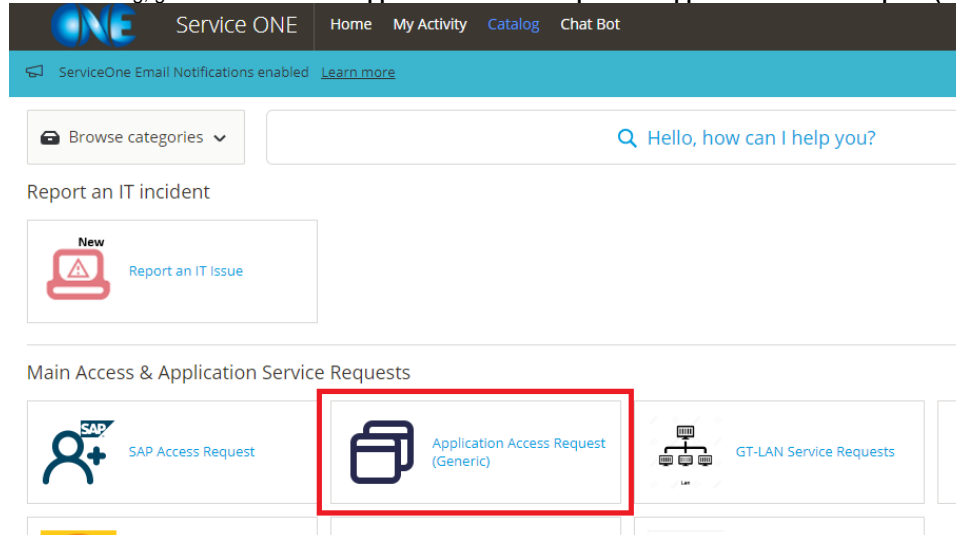 ONE Service ONE Home My Activity Catalog Chat Bot
ServiceOne Email Notifications enabled Learn more
Browse categories
Hello, how can I help you?
Report an IT incident
New
Report an IT Issue
Main Access & Application Service Requests
SAP
SAP Access Request
Application Access Request
(Generic)
GT-LAN Service Requests
Lan